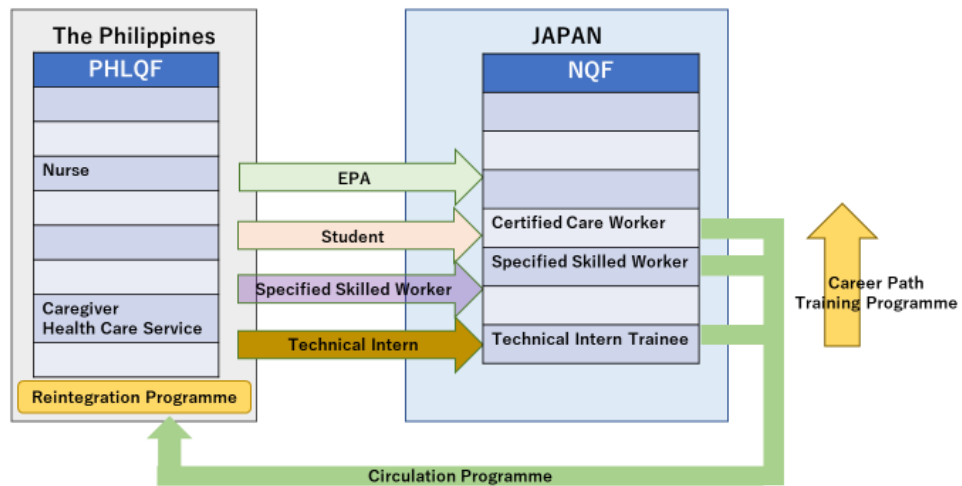 The Philippines
PHLQF
Nurse
Caregiver
Health Care Service
Reintegration Programme
EPA
Student
Specified Skilled Worker
Technical Intern
JAPAN
NQF
Certified Care Worker
Specified Skilled Worker
Technical Intern Trainee
Career Path
Training Programme
Circulation Programme